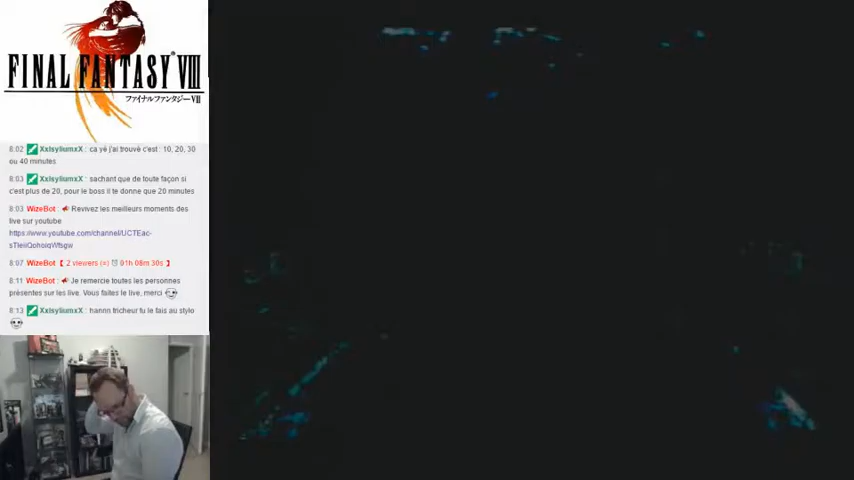 FINAL FANTASY VIII
ファイナルファンタジーVIII
8:02 XxIsyliumxX : ca yé j'ai trouvé c'est : 10, 20, 30
ou 40 minutes
8:03 XxIsyliumxX : sachant que de toute façon si
c'est plus de 20, pour le boss il te donne que 20 minutes
8:03 WizeBot : Revivez les meilleurs moments des
live sur youtube
https://www.youtube.com/channel/UCTEac-
8:07 WizeBot 【 2 viewers (=) 01h 08m 30s 】
8:11 WizeBot : Je remercie toutes les personnes
présentes sur les live. Vous faites le live, merci
8:13 XxIsyliumxX : hannn tricheur tu le fais au stylo